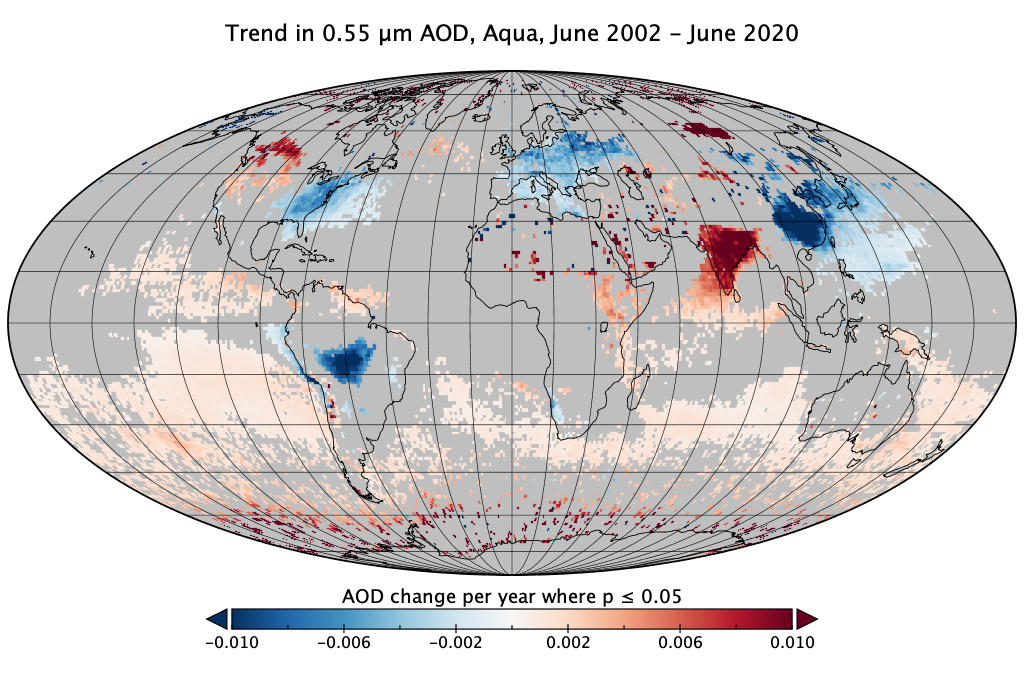 Trend in 0.55 μm AOD, Aqua, June 2002 – June 2020
AOD change per year where p ≤ 0.05
−0.010 −0.006 −0.002 0.002 0.006 0.010